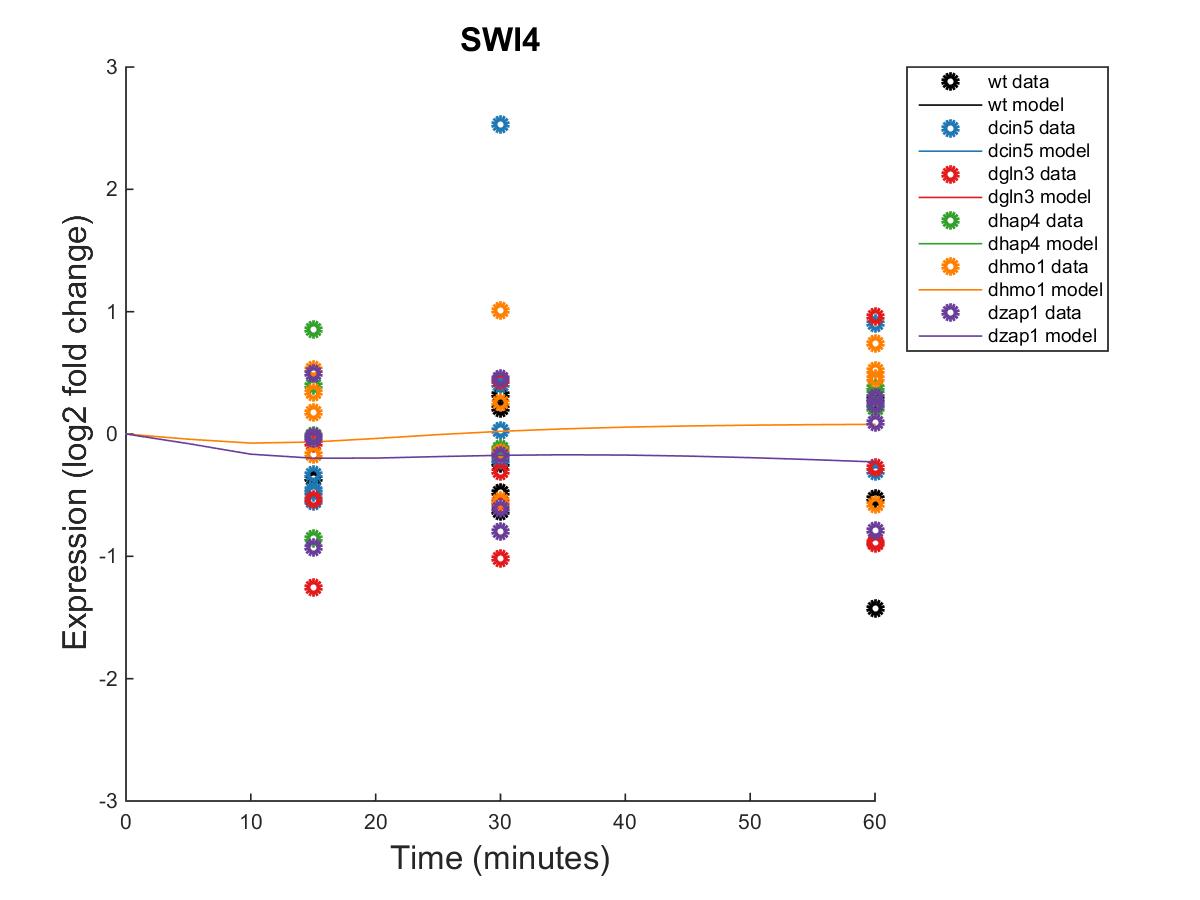 SWI4
3
2
1
0
-1
-2
-3
Expression (log2 fold change)
0 10 20 30 40 50 60
Time (minutes)
wt data
wt model
dcin5 data
dcin5 model
dgln3 data
dgln3 model
dhap4 data
dhap4 model
dhmo1 data
dhmo1 model
dzap1 data
dzap1 model